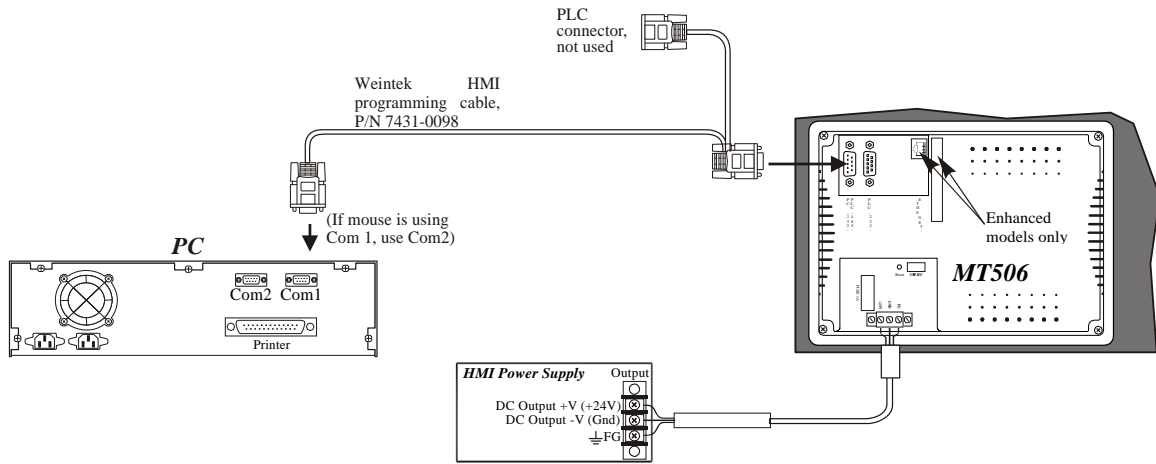 PLC
connector,
not used
Weintek HMI
programming cable,
P/N 7431-0098
(If mouse is using
Com 1, use Com2)
PC
Com2 Com1
Printer
Enhanced
models only
MT506
HMI Power Supply
Output
DC Output +V (+24V)
DC Output -V (Gnd)
FG